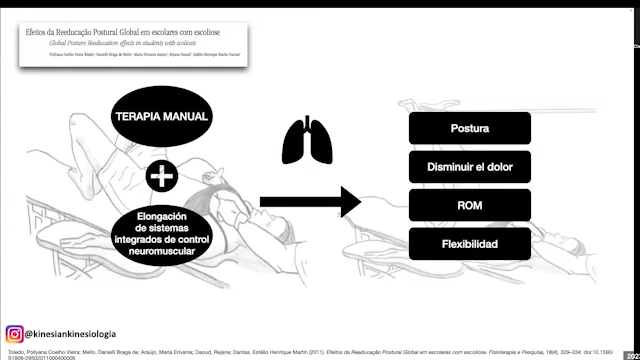 Efeitos da Reeducação Postural Global em escolares com escoliose
Global Posture Reeducation effects in students with scoliosis
TERAPIA MANUAL
Elongación
de sistemas
integrados de control
neuromuscular
Postura
Disminuir el dolor
ROM
Flexibilidad
@kinesiankinesiologia
Toledo, Pollyana Coelho Vieira; Mello, Danielli Braga de; Araújo, Maria Erivania; Daoud, Rejane; Dantas, Estélio Henrique Martin (2011). Efeitos da Reeducação Postural Global em escolares com escoliose. Fisioterapia e Pesquisa, 18(4), 329–334. doi:10.1590/
S1809-29502011000400006